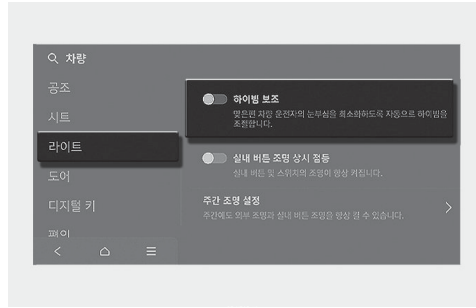 차량
공조
시트
라이트
도어
디지털 키
편의
하이빔 보조
맞은편 차량 운전자의 눈부심을 최소화하도록 자동으로 하이빔을
조절합니다.
실내 버튼 조명 상시 점등
실내 버튼 및 스위치의 조명이 항상 켜집니다.
주간 조명 설정
주간에도 외부 조명과 실내 버튼 조명을 항상 켤 수 있습니다.